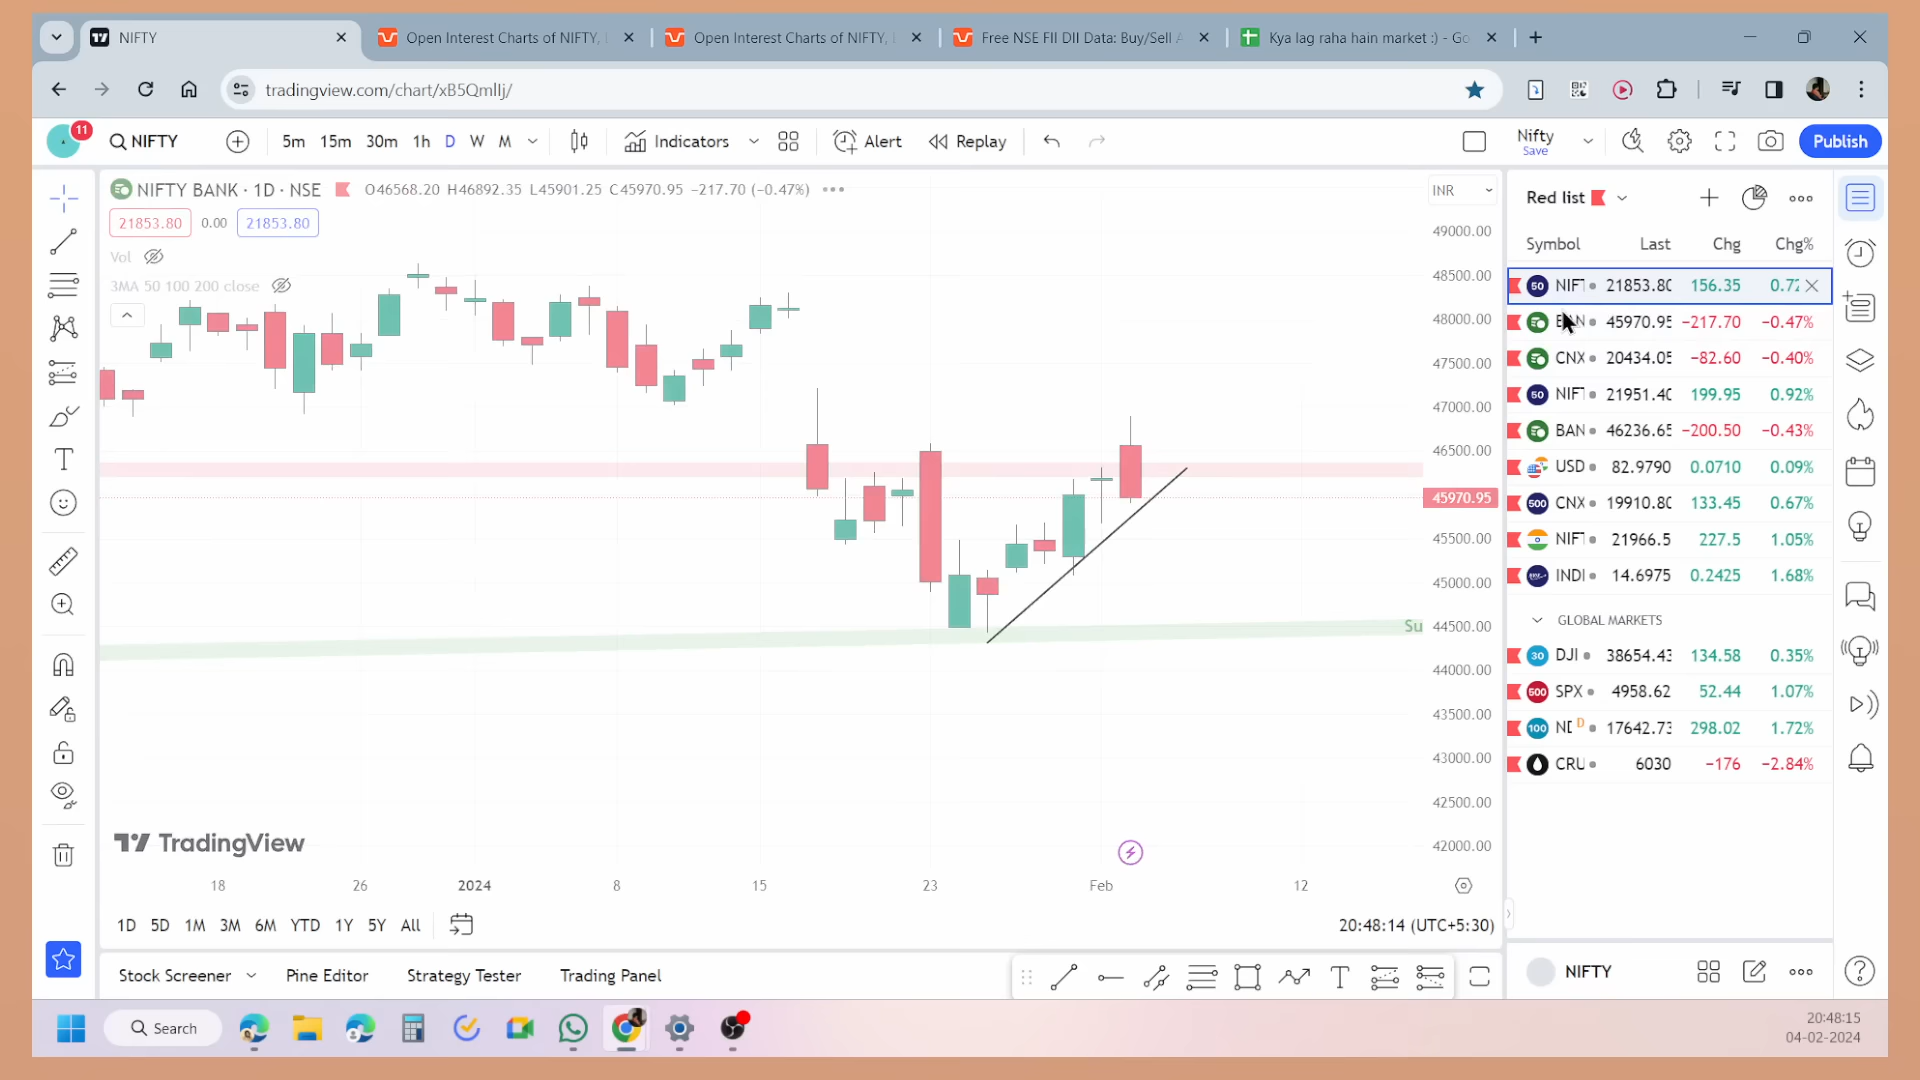 NIFTY
Open Interest Charts of NIFTY,
Open Interest Charts of NIFTY,
Free NSE FII DII Data: Buy/Sell A
Kya lag raha hain market :) - Go
tradingview.com/chart/xB5QmlIj/
11
NIFTY
5m 15m 30m 1h D W M
Indicators
Alert
Replay
Nifty
Save
Publish
NIFTY BANK · 1D · NSE
O46568.20 H46892.35 L45901.25 C45970.95 −217.70 (−0.47%)
21853.80 0.00 21853.80
Vol
3MA 50 100 200 close
INR
49000.00
48500.00
48000.00
47500.00
47000.00
46500.00
45970.95
45500.00
45000.00
44500.00
44000.00
43500.00
43000.00
42500.00
42000.00
Su
TradingView
18 26 2024 8 15 23 Feb 12
1D 5D 1M 3M 6M YTD 1Y 5Y All
20:48:14 (UTC+5:30)
Stock Screener
Pine Editor
Strategy Tester
Trading Panel
Red list
Symbol Last Chg Chg%
50 NIF 21853.80 156.35 0.72
45970.95 −217.70 −0.47%
CNX 20434.05 −82.60 −0.40%
50 NIF 21951.40 199.95 0.92%
BAN 46236.65 −200.50 −0.43%
USD 82.9790 0.0710 0.09%
500 CNX 19910.80 133.45 0.67%
NIF 21966.5 227.5 1.05%
INDI 14.6975 0.2425 1.68%
GLOBAL MARKETS
30 DJI 38654.43 134.58 0.35%
500 SPX 4958.62 52.44 1.07%
100 ND D 17642.73 298.02 1.72%
CRU 6030 −176 −2.84%
NIFTY
Search
20:48:15
04-02-2024